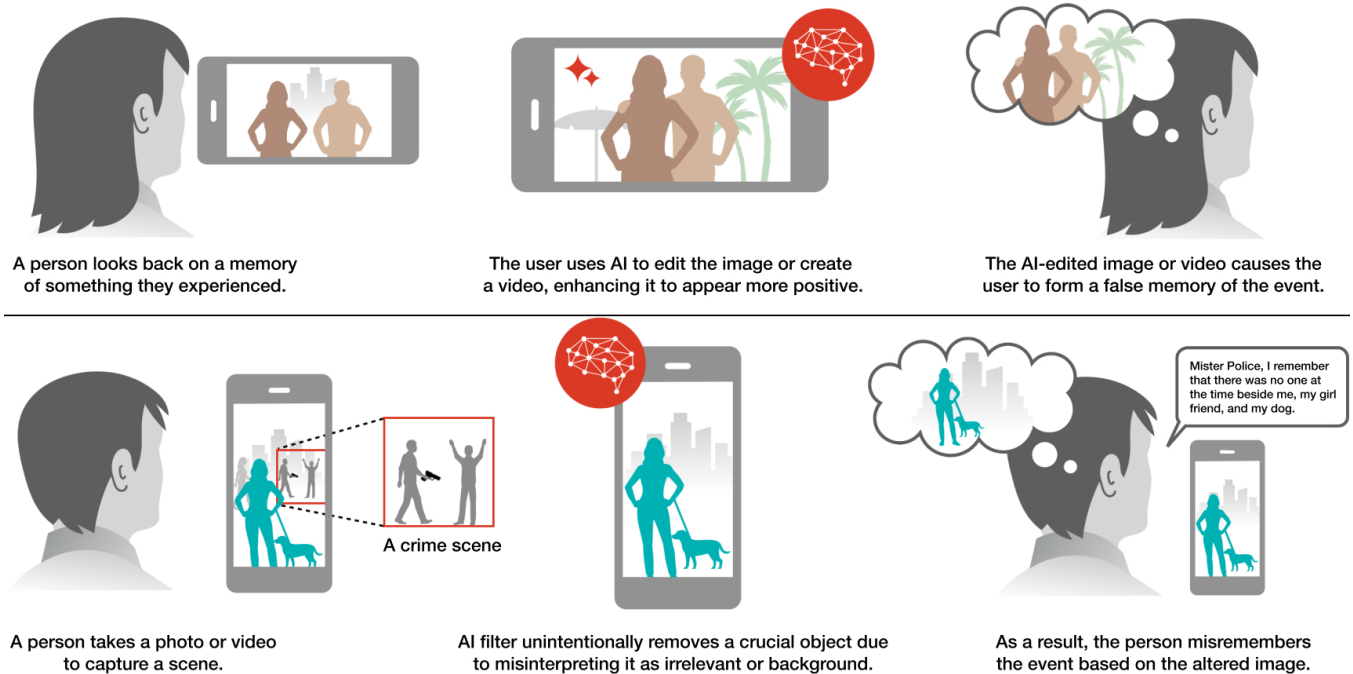 A person looks back on a memory
of something they experienced.
The user uses AI to edit the image or create
a video, enhancing it to appear more positive.
The AI-edited image or video causes the
user to form a false memory of the event.
A crime scene
Mister Police, I remember
that there was no one at
the time beside me, my girl
friend, and my dog.
A person takes a photo or video
to capture a scene.
AI filter unintentionally removes a crucial object due
to misinterpreting it as irrelevant or background.
As a result, the person misremembers
the event based on the altered image.